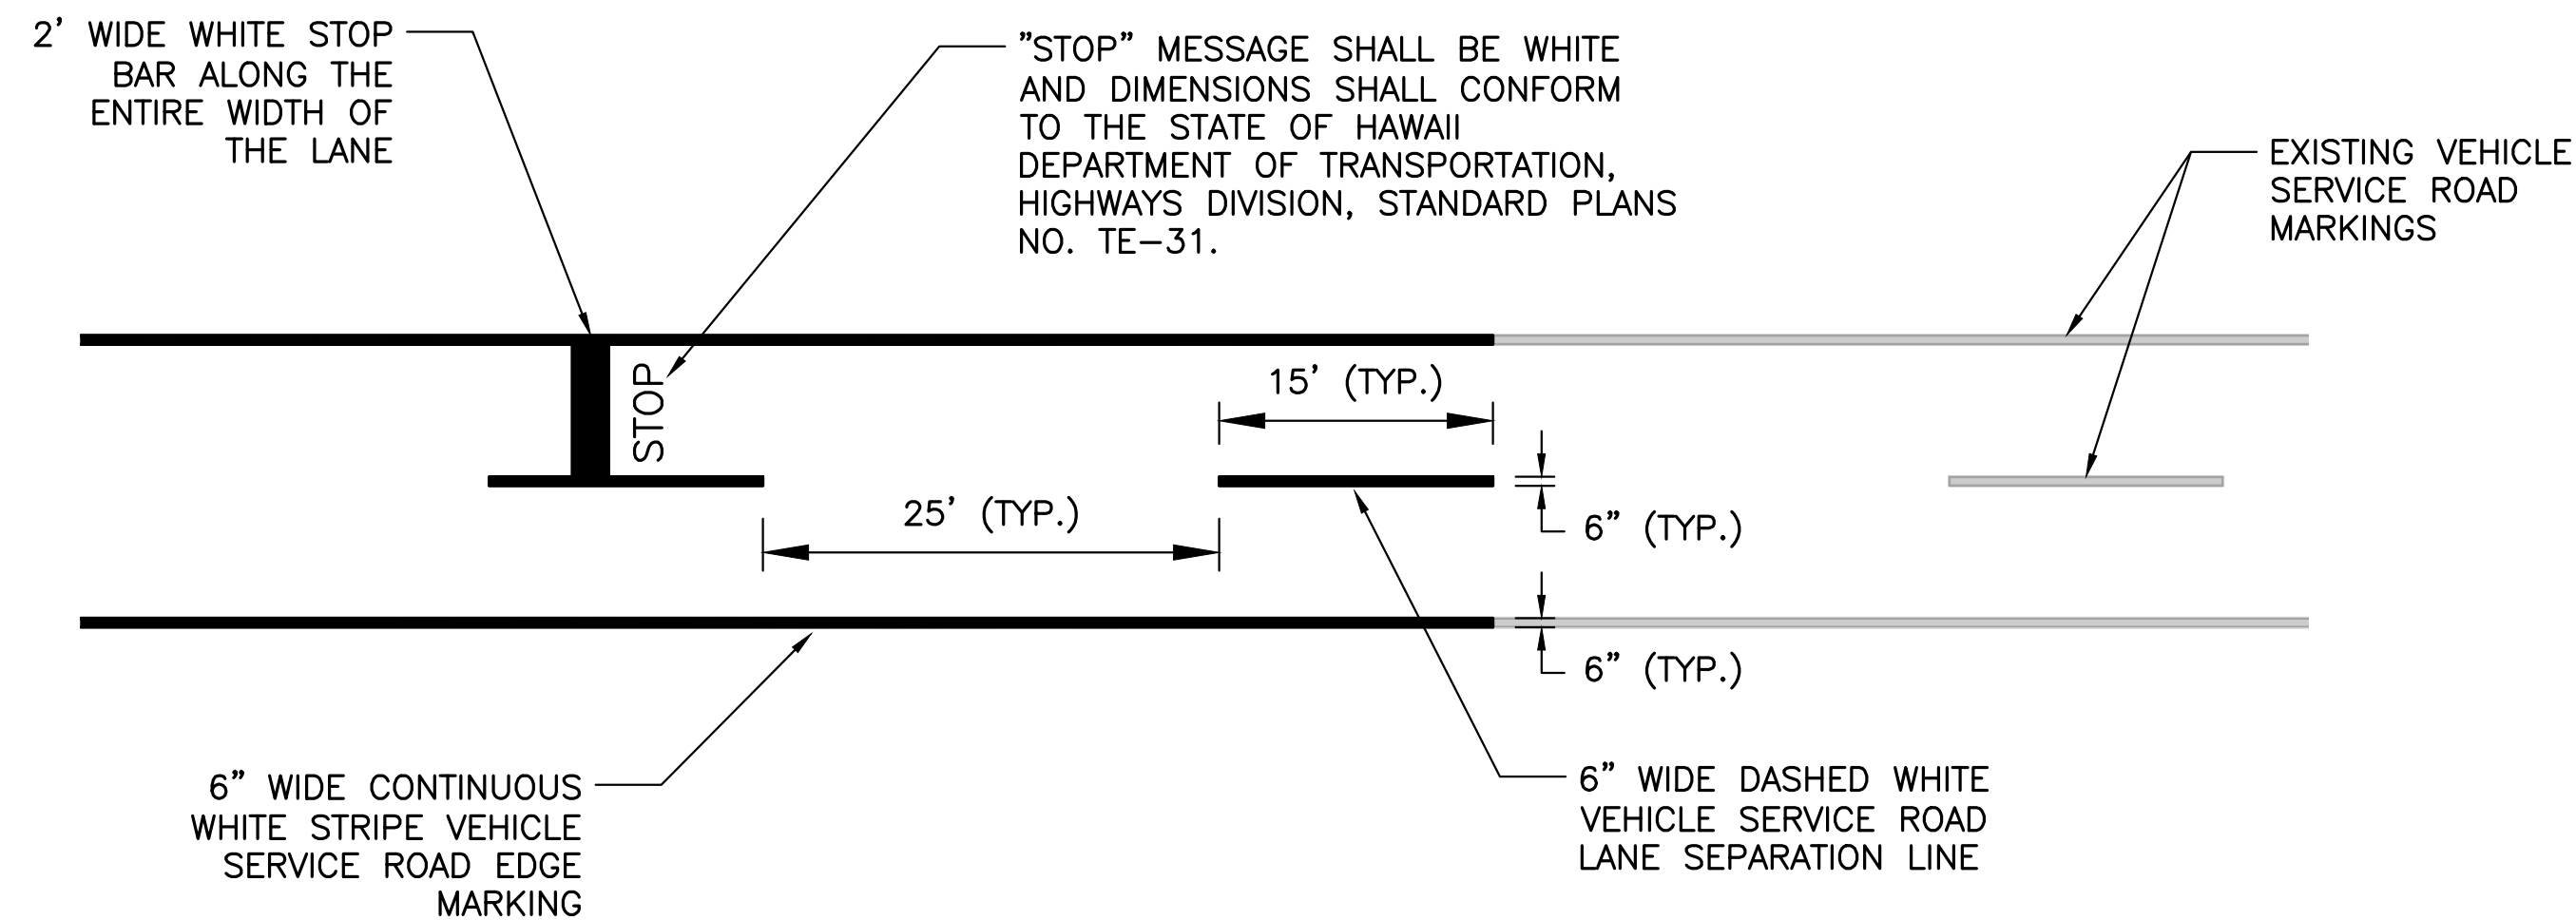 2' WIDE WHITE STOP
BAR ALONG THE
ENTIRE WIDTH OF
THE LANE
"STOP" MESSAGE SHALL BE WHITE
AND DIMENSIONS SHALL CONFORM
TO THE STATE OF HAWAII
DEPARTMENT OF TRANSPORTATION,
HIGHWAYS DIVISION, STANDARD PLANS
NO. TE-31.
EXISTING VEHICLE
SERVICE ROAD
MARKINGS
STOP
15' (TYP.)
25' (TYP.)
6" (TYP.)
6" (TYP.)
6" WIDE CONTINUOUS
WHITE STRIPE VEHICLE
SERVICE ROAD EDGE
MARKING
6" WIDE DASHED WHITE
VEHICLE SERVICE ROAD
LANE SEPARATION LINE